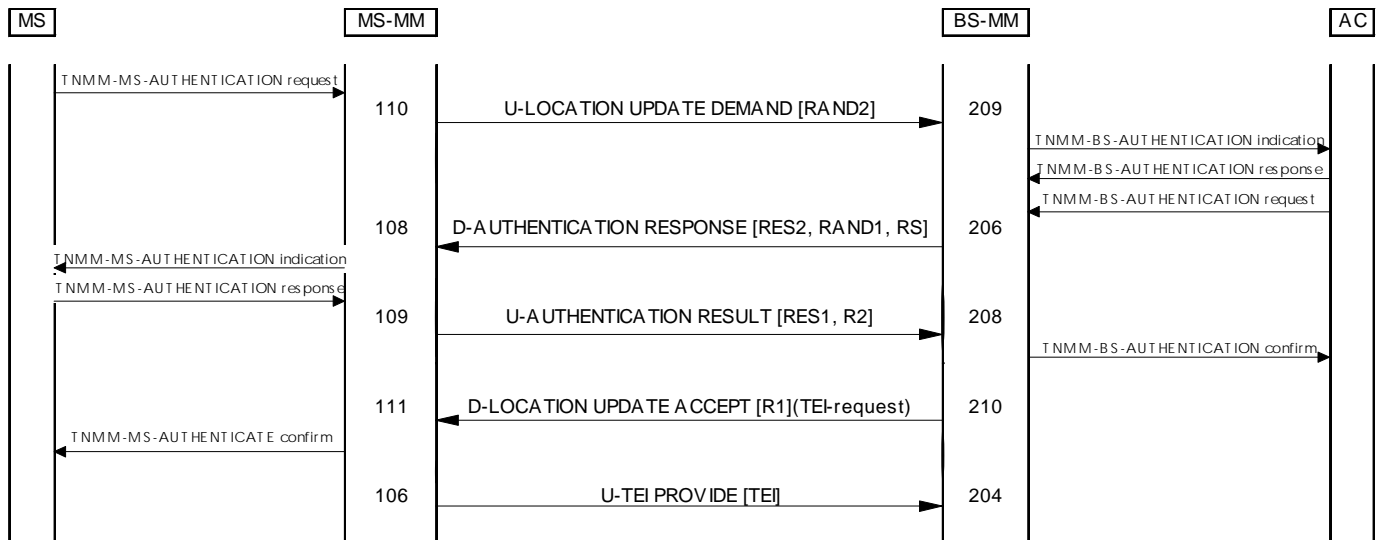 MS MS-MM BS-MM AC
TNMM-MS-AUTHENTICATION request
110 U-LOCATION UPDATE DEMAND [RAND2] 209
TNMM-BS-AUTHENTICATION indication
TNMM-BS-AUTHENTICATION response
TNMM-BS-AUTHENTICATION request
108 D-AUTHENTICATION RESPONSE [RES2, RAND1, RS] 206
TNMM-MS-AUTHENTICATION indication
TNMM-MS-AUTHENTICATION response
109 U-AUTHENTICATION RESULT [RES1, R2] 208
TNMM-BS-AUTHENTICATION confirm
111 D-LOCATION UPDATE ACCEPT [R1](TEI-request) 210
TNMM-MS-AUTHENTICATE confirm
106 U-TEI PROVIDE [TEI] 204